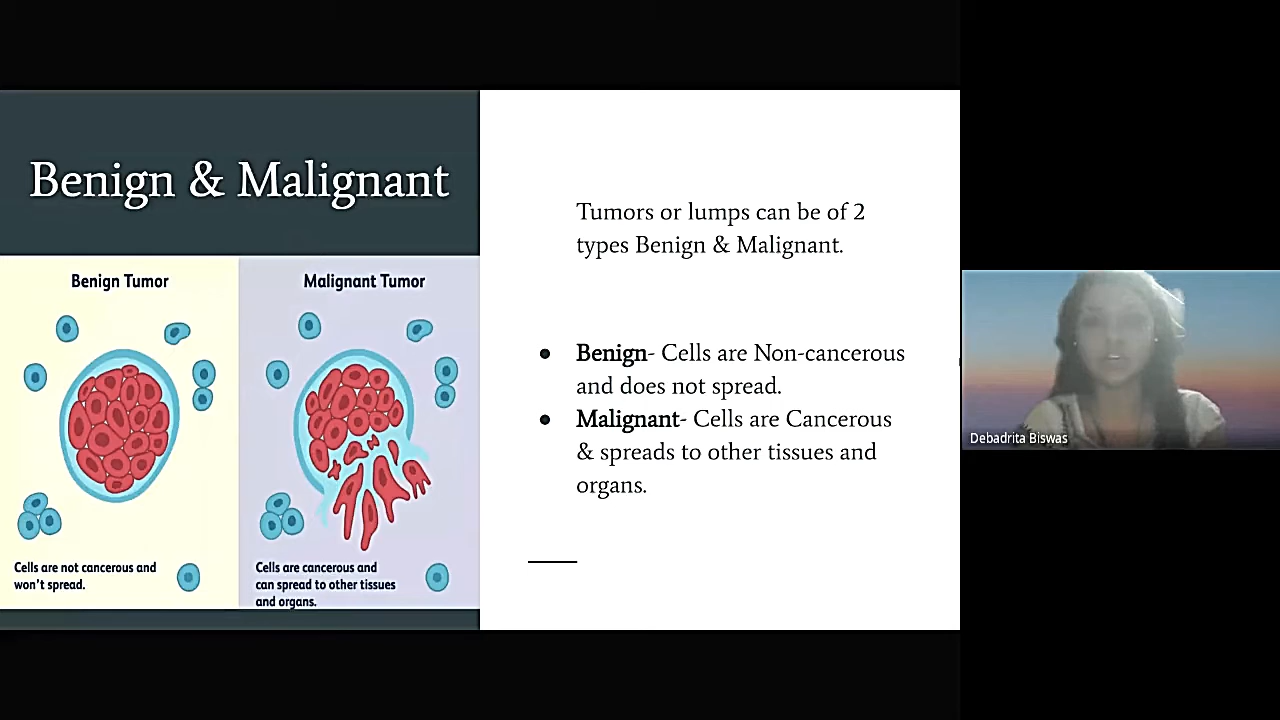 Benign & Malignant
Benign Tumor
Malignant Tumor
Cells are not cancerous and
won't spread.
Cells are cancerous and
can spread to other tissues
and organs.
Tumors or lumps can be of 2
types Benign & Malignant.
● Benign- Cells are Non-cancerous
and does not spread.
● Malignant- Cells are Cancerous
& spreads to other tissues and
organs.
Debadrita Biswas